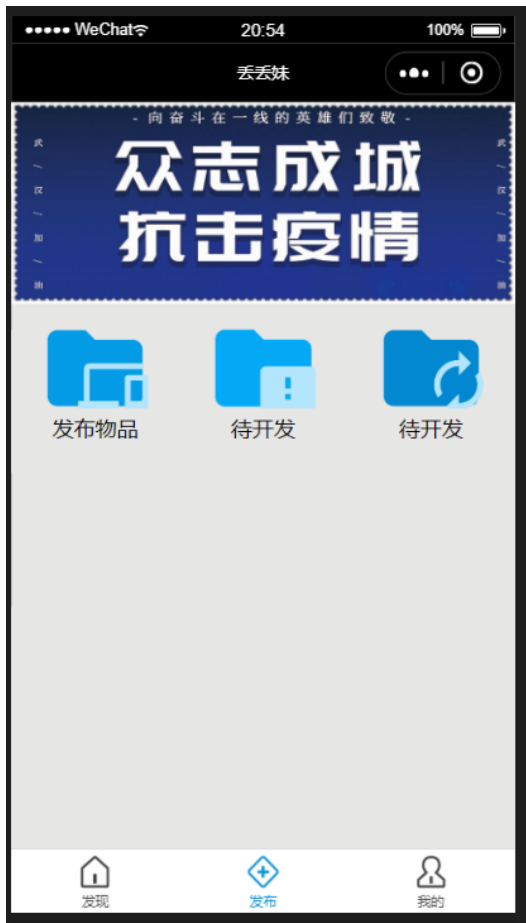 WeChat
20:54
100%
丢丢妹
- 向奋斗在一线的英雄们致敬 -
众志成城
抗击疫情
武/汉/加/油
武/汉/加/油
发布物品
待开发
待开发
发现
发布
我的